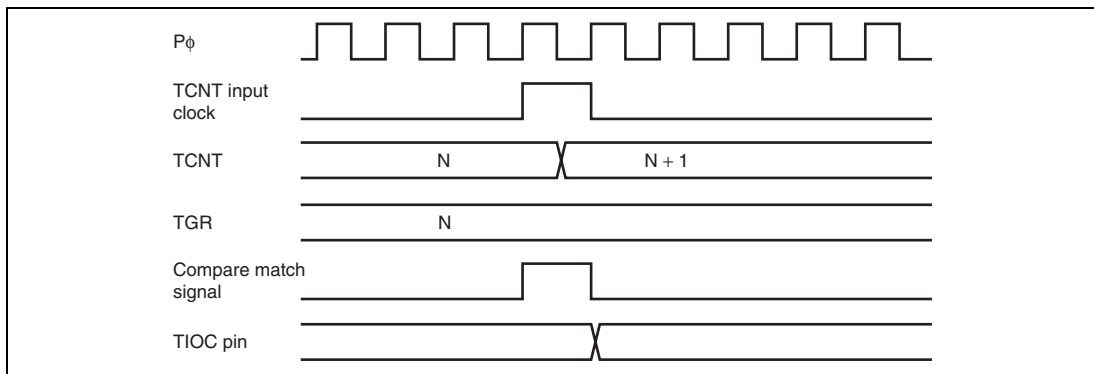 Pϕ
TCNT input
clock
TCNT
N
N + 1
TGR
N
Compare match
signal
TIOC pin